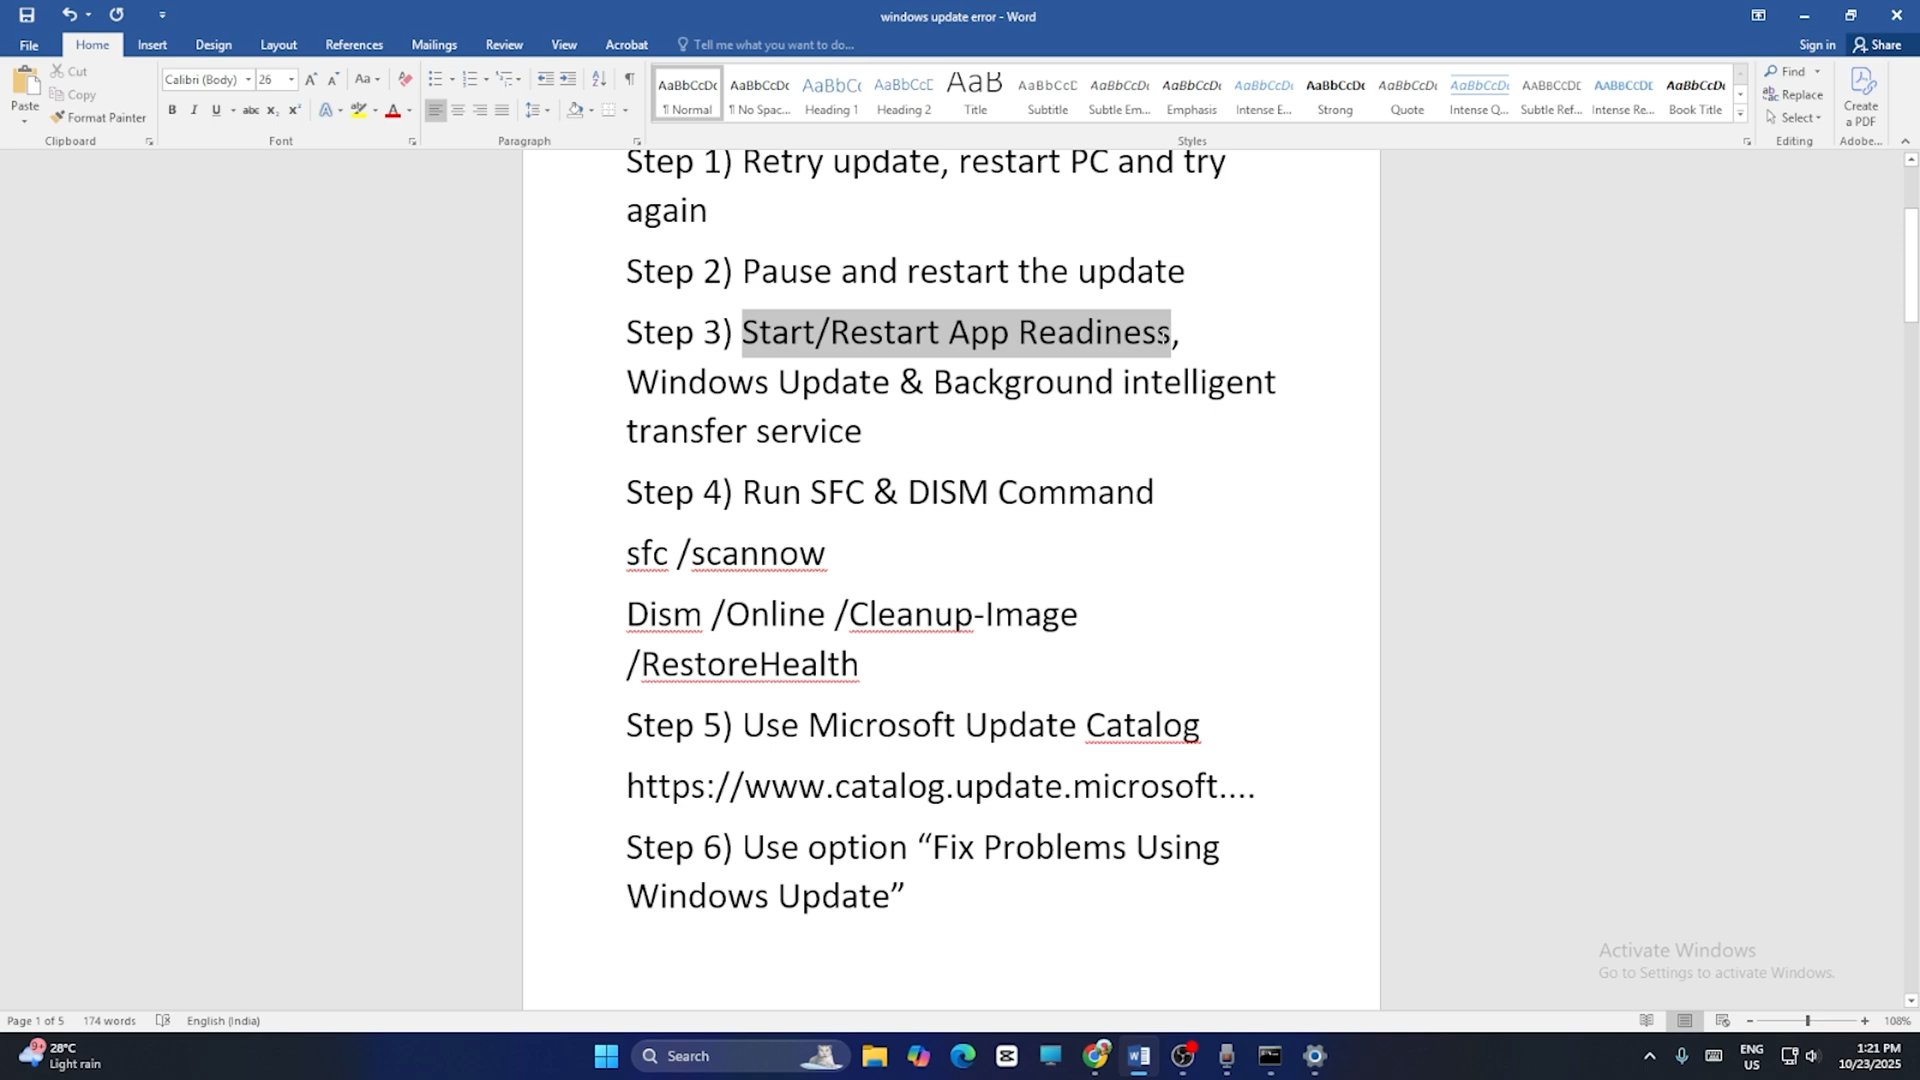 windows update error - Word
File Home Insert Design Layout References Mailings Review View Acrobat Tell me what you want to do... Sign in Share
Paste
Cut
Copy
Format Painter
Clipboard
Calibri (Body) 26
Font
Paragraph
AaBbCcDc AaBbCcDc AaBbCc AaBbCcD AaB AaBbCcD AaBbCcDc AaBbCcDc AaBbCcDc AaBbCcDc AaBbCcDc AaBbCcDc AABBCCDC AABBCCDC AaBbCcDc
¶ Normal ¶ No Spac... Heading 1 Heading 2 Title Subtitle Subtle Em... Emphasis Intense E... Strong Quote Intense Q... Subtle Ref... Intense Re... Book Title
Styles
Find
Replace
Select
Editing
Create
a PDF
Adobe...
Step 1) Retry update, restart PC and try
again
Step 2) Pause and restart the update
Step 3) Start/Restart App Readiness,
Windows Update & Background intelligent
transfer service
Step 4) Run SFC & DISM Command
sfc /scannow
Dism /Online /Cleanup-Image
/RestoreHealth
Step 5) Use Microsoft Update Catalog
https://www.catalog.update.microsoft....
Step 6) Use option “Fix Problems Using
Windows Update”
Activate Windows
Go to Settings to activate Windows.
Page 1 of 5 174 words English (India) 108%
9+
28°C
Light rain
Search
ENG
US
1:21 PM
10/23/2025